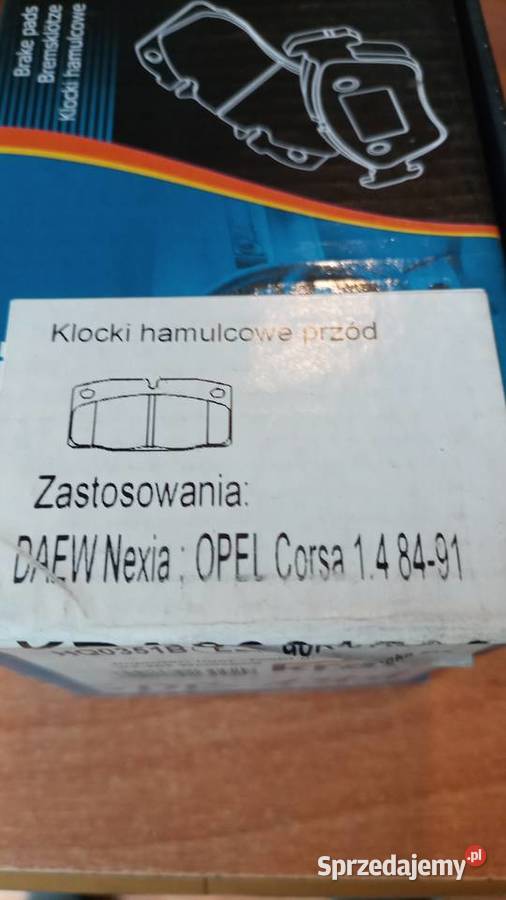 Brake pads
Bremsklötze
Klocki hamulcowe
Klocki hamulcowe przód
Zastosowania:
DAEW Nexia ; OPEL Corsa 1.4 84-91
HQ0351B
Sprzedajemy.pl